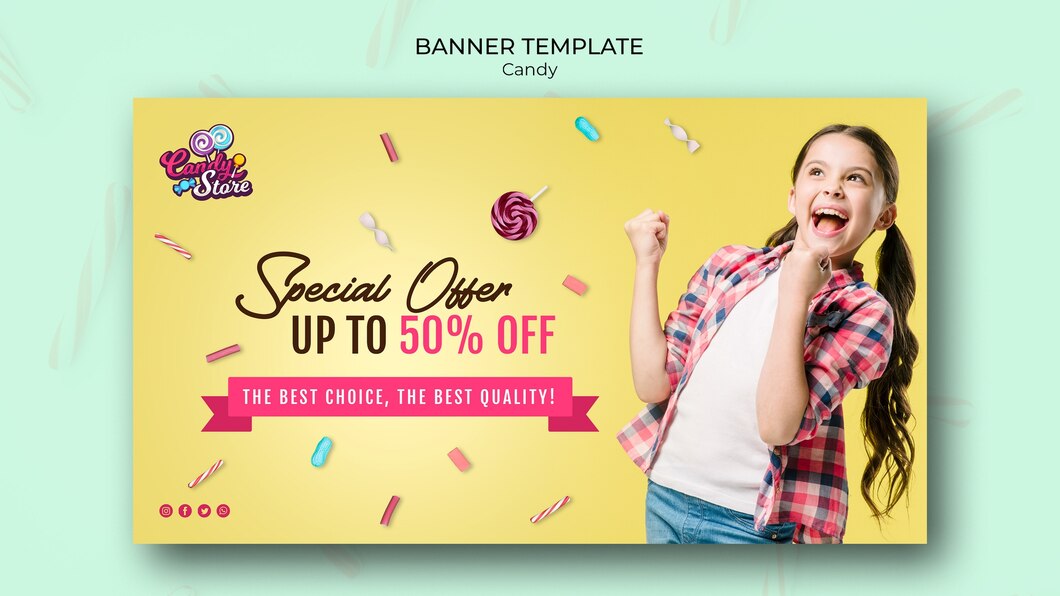 BANNER TEMPLATE
Candy
Candy
Store
Special Offer
UP TO 50% OFF
THE BEST CHOICE, THE BEST QUALITY!